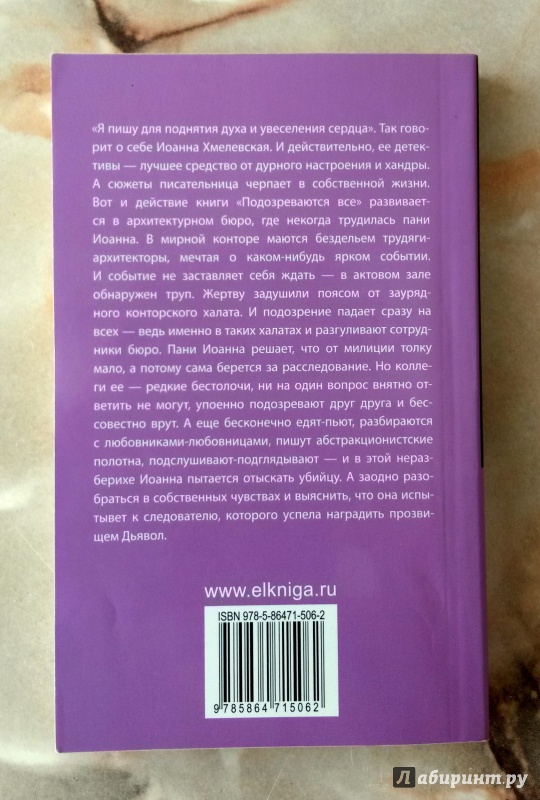 «Я пишу для поднятия духа и увеселения сердца». Так гово-
рит о себе Иоанна Хмелевская. И действительно, ее детек-
тивы — лучшее средство от дурного настроения и хандры.
А сюжеты писательница черпает в собственной жизни.
Вот и действие книги «Подозреваются все» развивает-
ся в архитектурном бюро, где некогда трудилась пани
Иоанна. В мирной конторе маются бездельем трудяги-
архитекторы, мечтая о каком-нибудь ярком событии.
И событие не заставляет себя ждать — в актовом зале
обнаружен труп. Жертву задушили поясом от зауряд-
ного конторского халата. И подозрение падает сразу на
всех — ведь именно в таких халатах и разгуливают сотруд-
ники бюро. Пани Иоанна решает, что от милиции толку
мало, а потому сама берется за расследование. Но колле-
ги ее — редкие бестолочи, ни на один вопрос внятно от-
ветить не могут, упоенно подозревают друг друга и бес-
совестно врут. А еще бесконечно едят-пьют, разбираются
с любовниками-любовницами, пишут абстракционистские
полотна, подслушивают-подглядывают — и в этой нераз-
берихе Иоанна пытается отыскать убийцу. А заодно разо-
браться в собственных чувствах и выяснить, что она испы-
тывет к следователю, которого успела наградить прозви-
щем Дьявол.
www.elkniga.ru
ISBN 978-5-86471-506-2
9 785864 715062
Лабиринт.ру